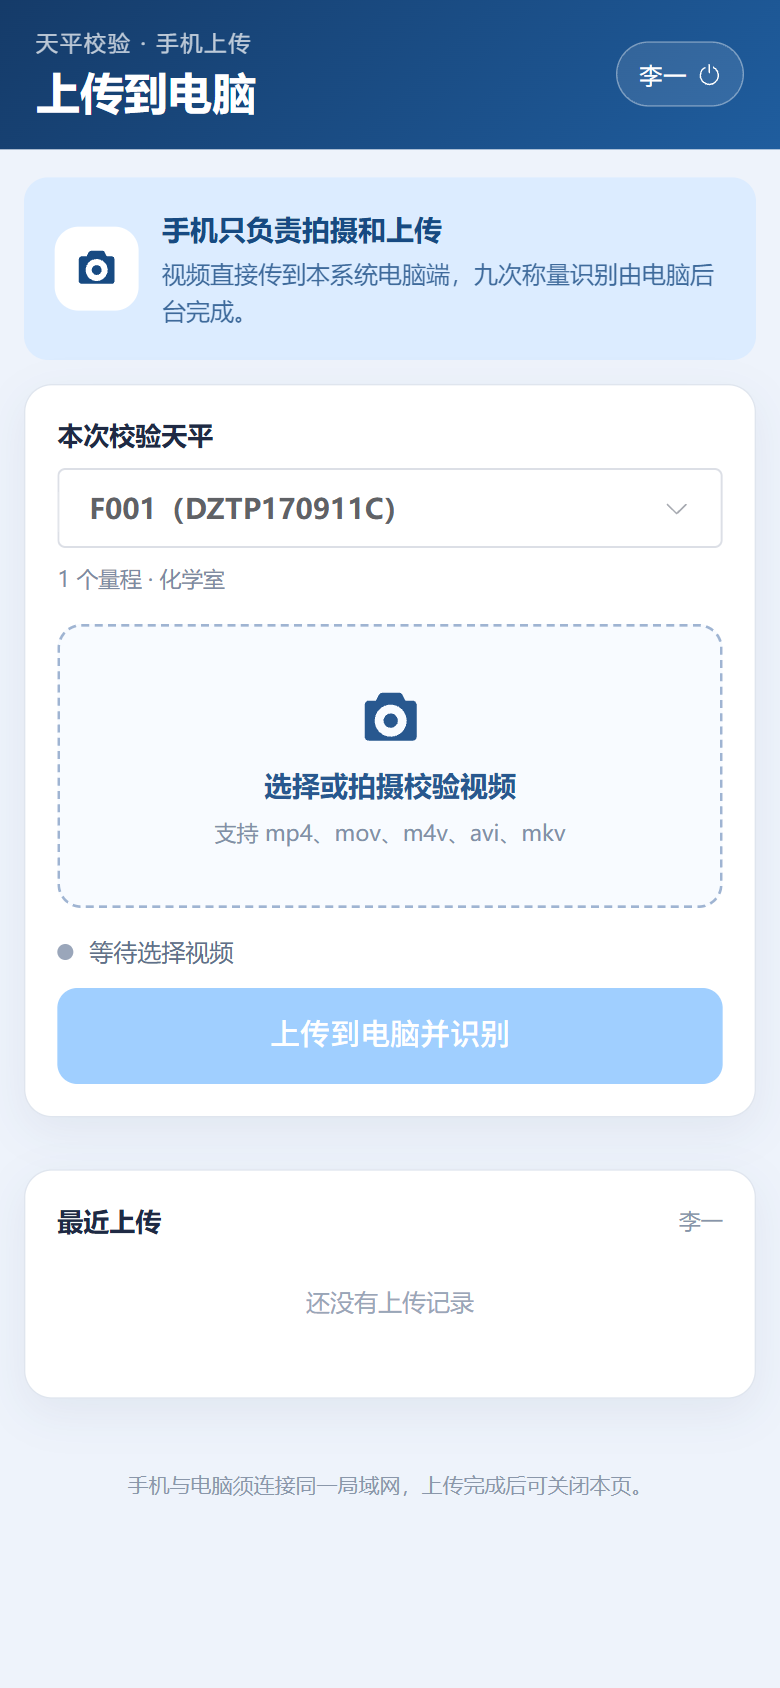 天平校验 · 手机上传
上传到电脑
李一
手机只负责拍摄和上传
视频直接传到本系统电脑端，九次称量识别由电脑后
台完成。
本次校验天平
F001（DZTP170911C）
1 个量程 · 化学室
选择或拍摄校验视频
支持 mp4、mov、m4v、avi、mkv
等待选择视频
上传到电脑并识别
最近上传
李一
还没有上传记录
手机与电脑须连接同一局域网，上传完成后可关闭本页。